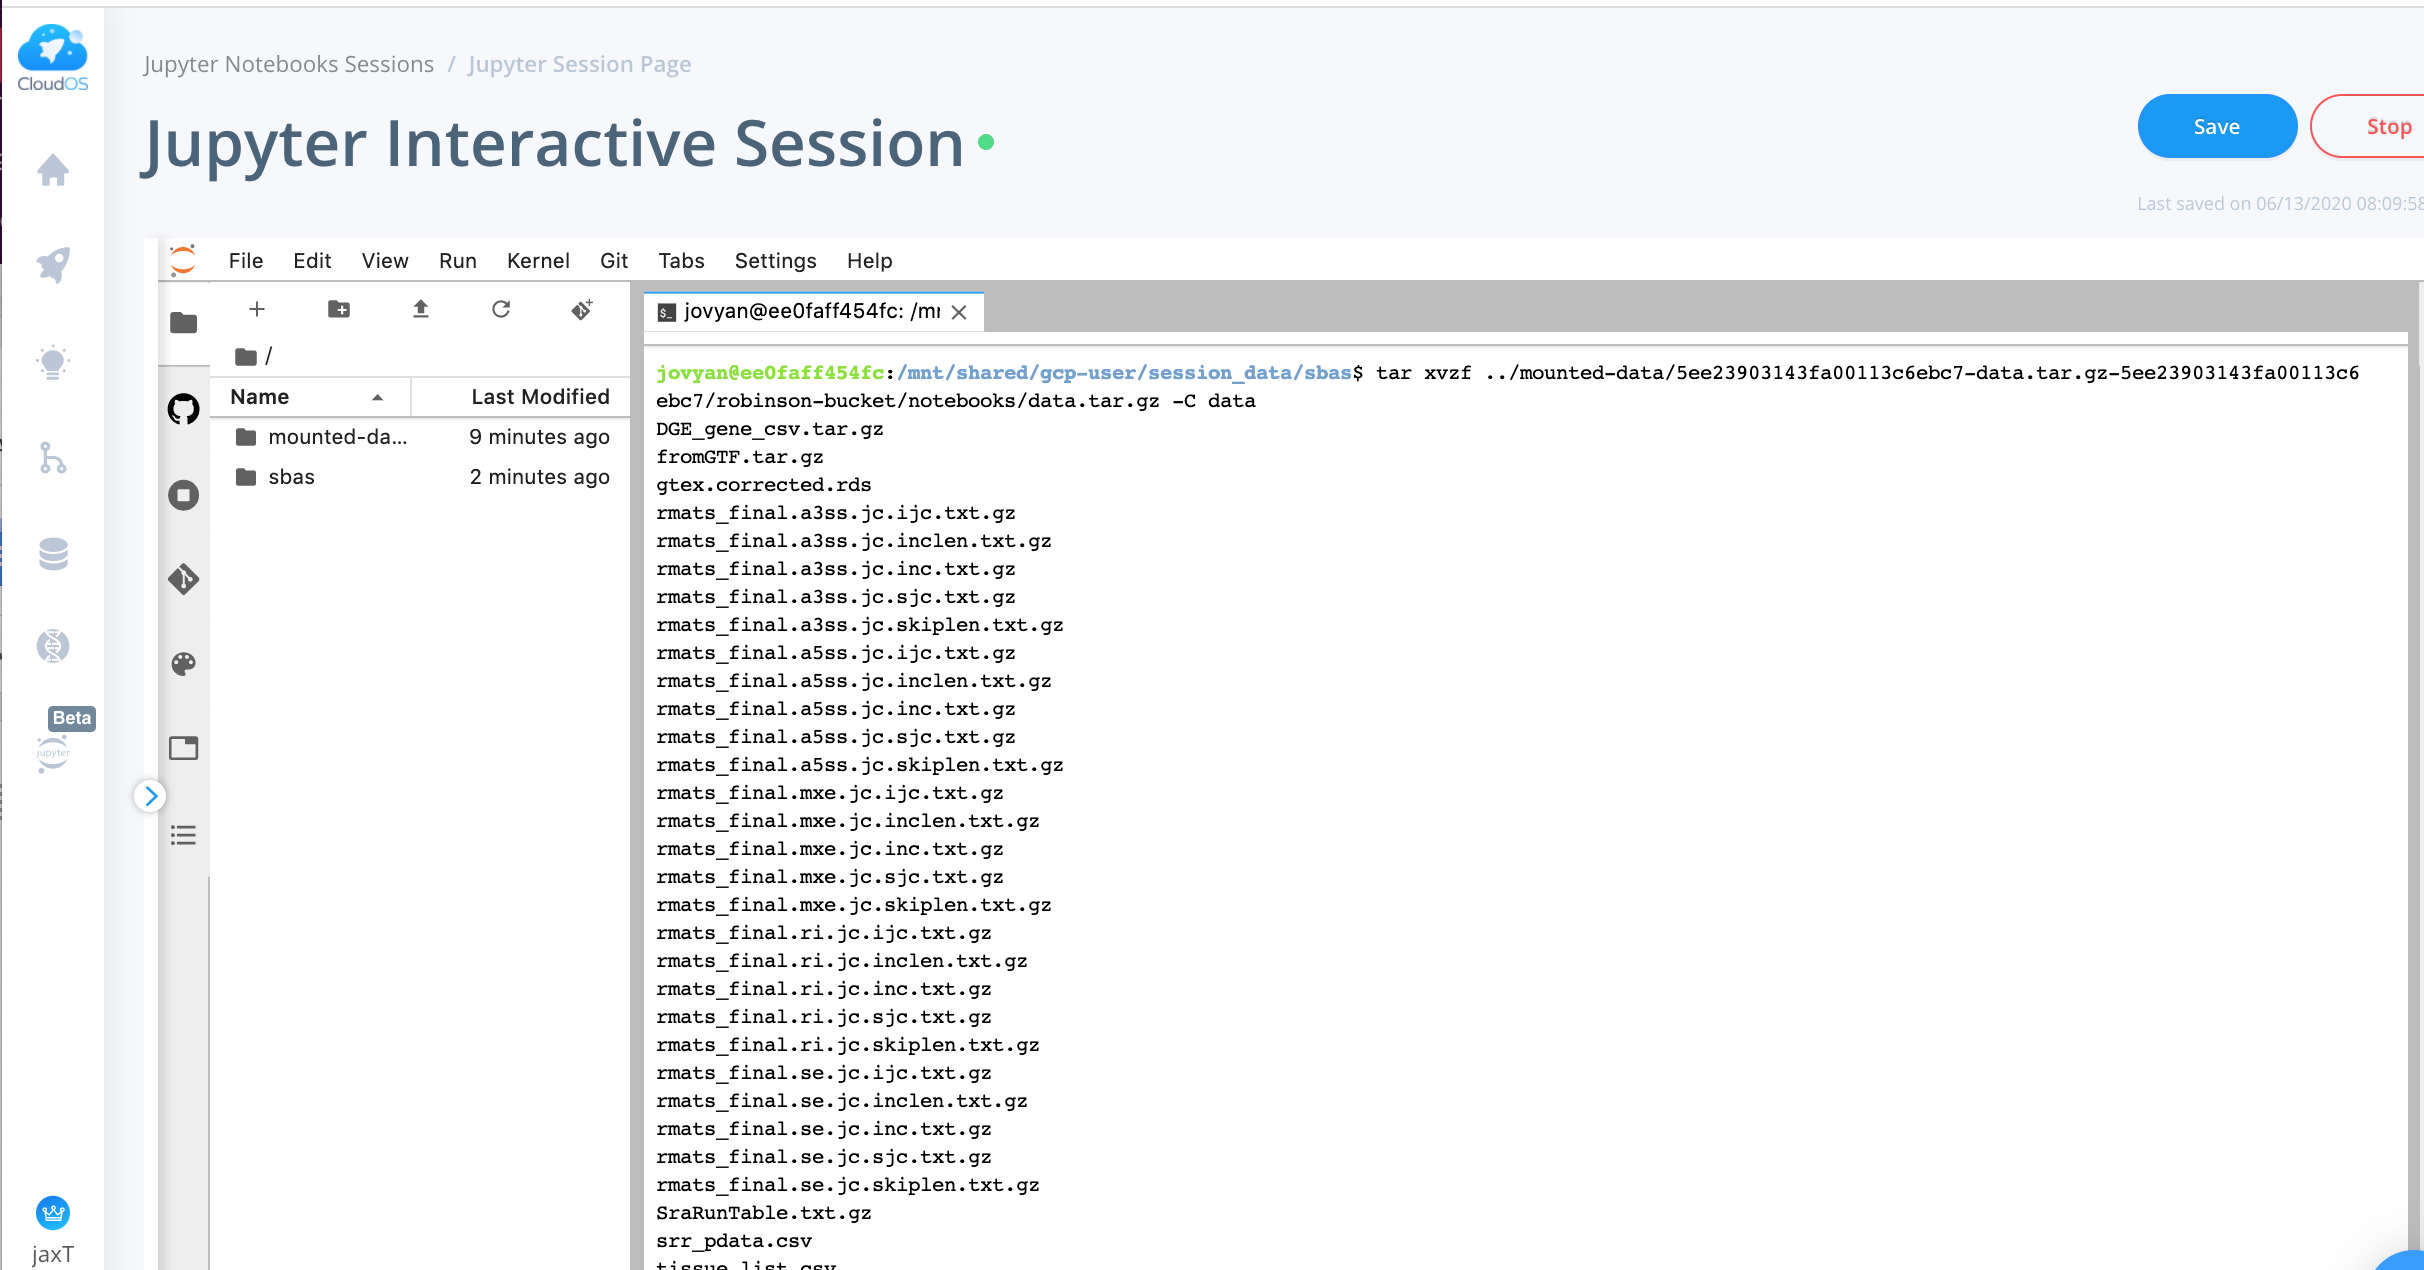 CloudOS
Jupyter Notebooks Sessions / Jupyter Session Page
Jupyter Interactive Session
Save
Stop
Last saved on 06/13/2020 08:09:58
File Edit View Run Kernel Git Tabs Settings Help
jovyan@ee0faff454fc: /mı
/
Name Last Modified
mounted-da... 9 minutes ago
sbas 2 minutes ago
jovyan@ee0faff454fc:/mnt/shared/gcp-user/session_data/sbas$ tar xvzf ../mounted-data/5ee23903143fa00113c6ebc7-data.tar.gz-5ee23903143fa00113c6
ebc7/robinson-bucket/notebooks/data.tar.gz -C data
DGE_gene_csv.tar.gz
fromGTF.tar.gz
gtex.corrected.rds
rmats_final.a3ss.jc.ijc.txt.gz
rmats_final.a3ss.jc.inclen.txt.gz
rmats_final.a3ss.jc.inc.txt.gz
rmats_final.a3ss.jc.sjc.txt.gz
rmats_final.a3ss.jc.skiplen.txt.gz
rmats_final.a5ss.jc.ijc.txt.gz
rmats_final.a5ss.jc.inclen.txt.gz
rmats_final.a5ss.jc.inc.txt.gz
rmats_final.a5ss.jc.sjc.txt.gz
rmats_final.a5ss.jc.skiplen.txt.gz
rmats_final.mxe.jc.ijc.txt.gz
rmats_final.mxe.jc.inclen.txt.gz
rmats_final.mxe.jc.inc.txt.gz
rmats_final.mxe.jc.sjc.txt.gz
rmats_final.mxe.jc.skiplen.txt.gz
rmats_final.ri.jc.ijc.txt.gz
rmats_final.ri.jc.inclen.txt.gz
rmats_final.ri.jc.inc.txt.gz
rmats_final.ri.jc.sjc.txt.gz
rmats_final.ri.jc.skiplen.txt.gz
rmats_final.se.jc.ijc.txt.gz
rmats_final.se.jc.inclen.txt.gz
rmats_final.se.jc.inc.txt.gz
rmats_final.se.jc.sjc.txt.gz
rmats_final.se.jc.skiplen.txt.gz
SraRunTable.txt.gz
srr_pdata.csv
tissue_list.csv
Beta
jupyter
jaxT